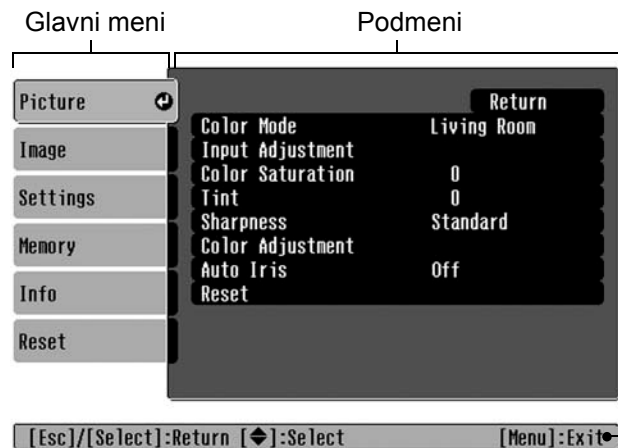 Glavni meni
Podmeni
Picture
Image
Settings
Memory
Info
Reset
Return
Color Mode Living Room
Input Adjustment
Color Saturation 0
Tint 0
Sharpness Standard
Color Adjustment
Auto Iris Off
Reset
[Esc]/[Select]:Return [◆]:Select [Menu]:Exit